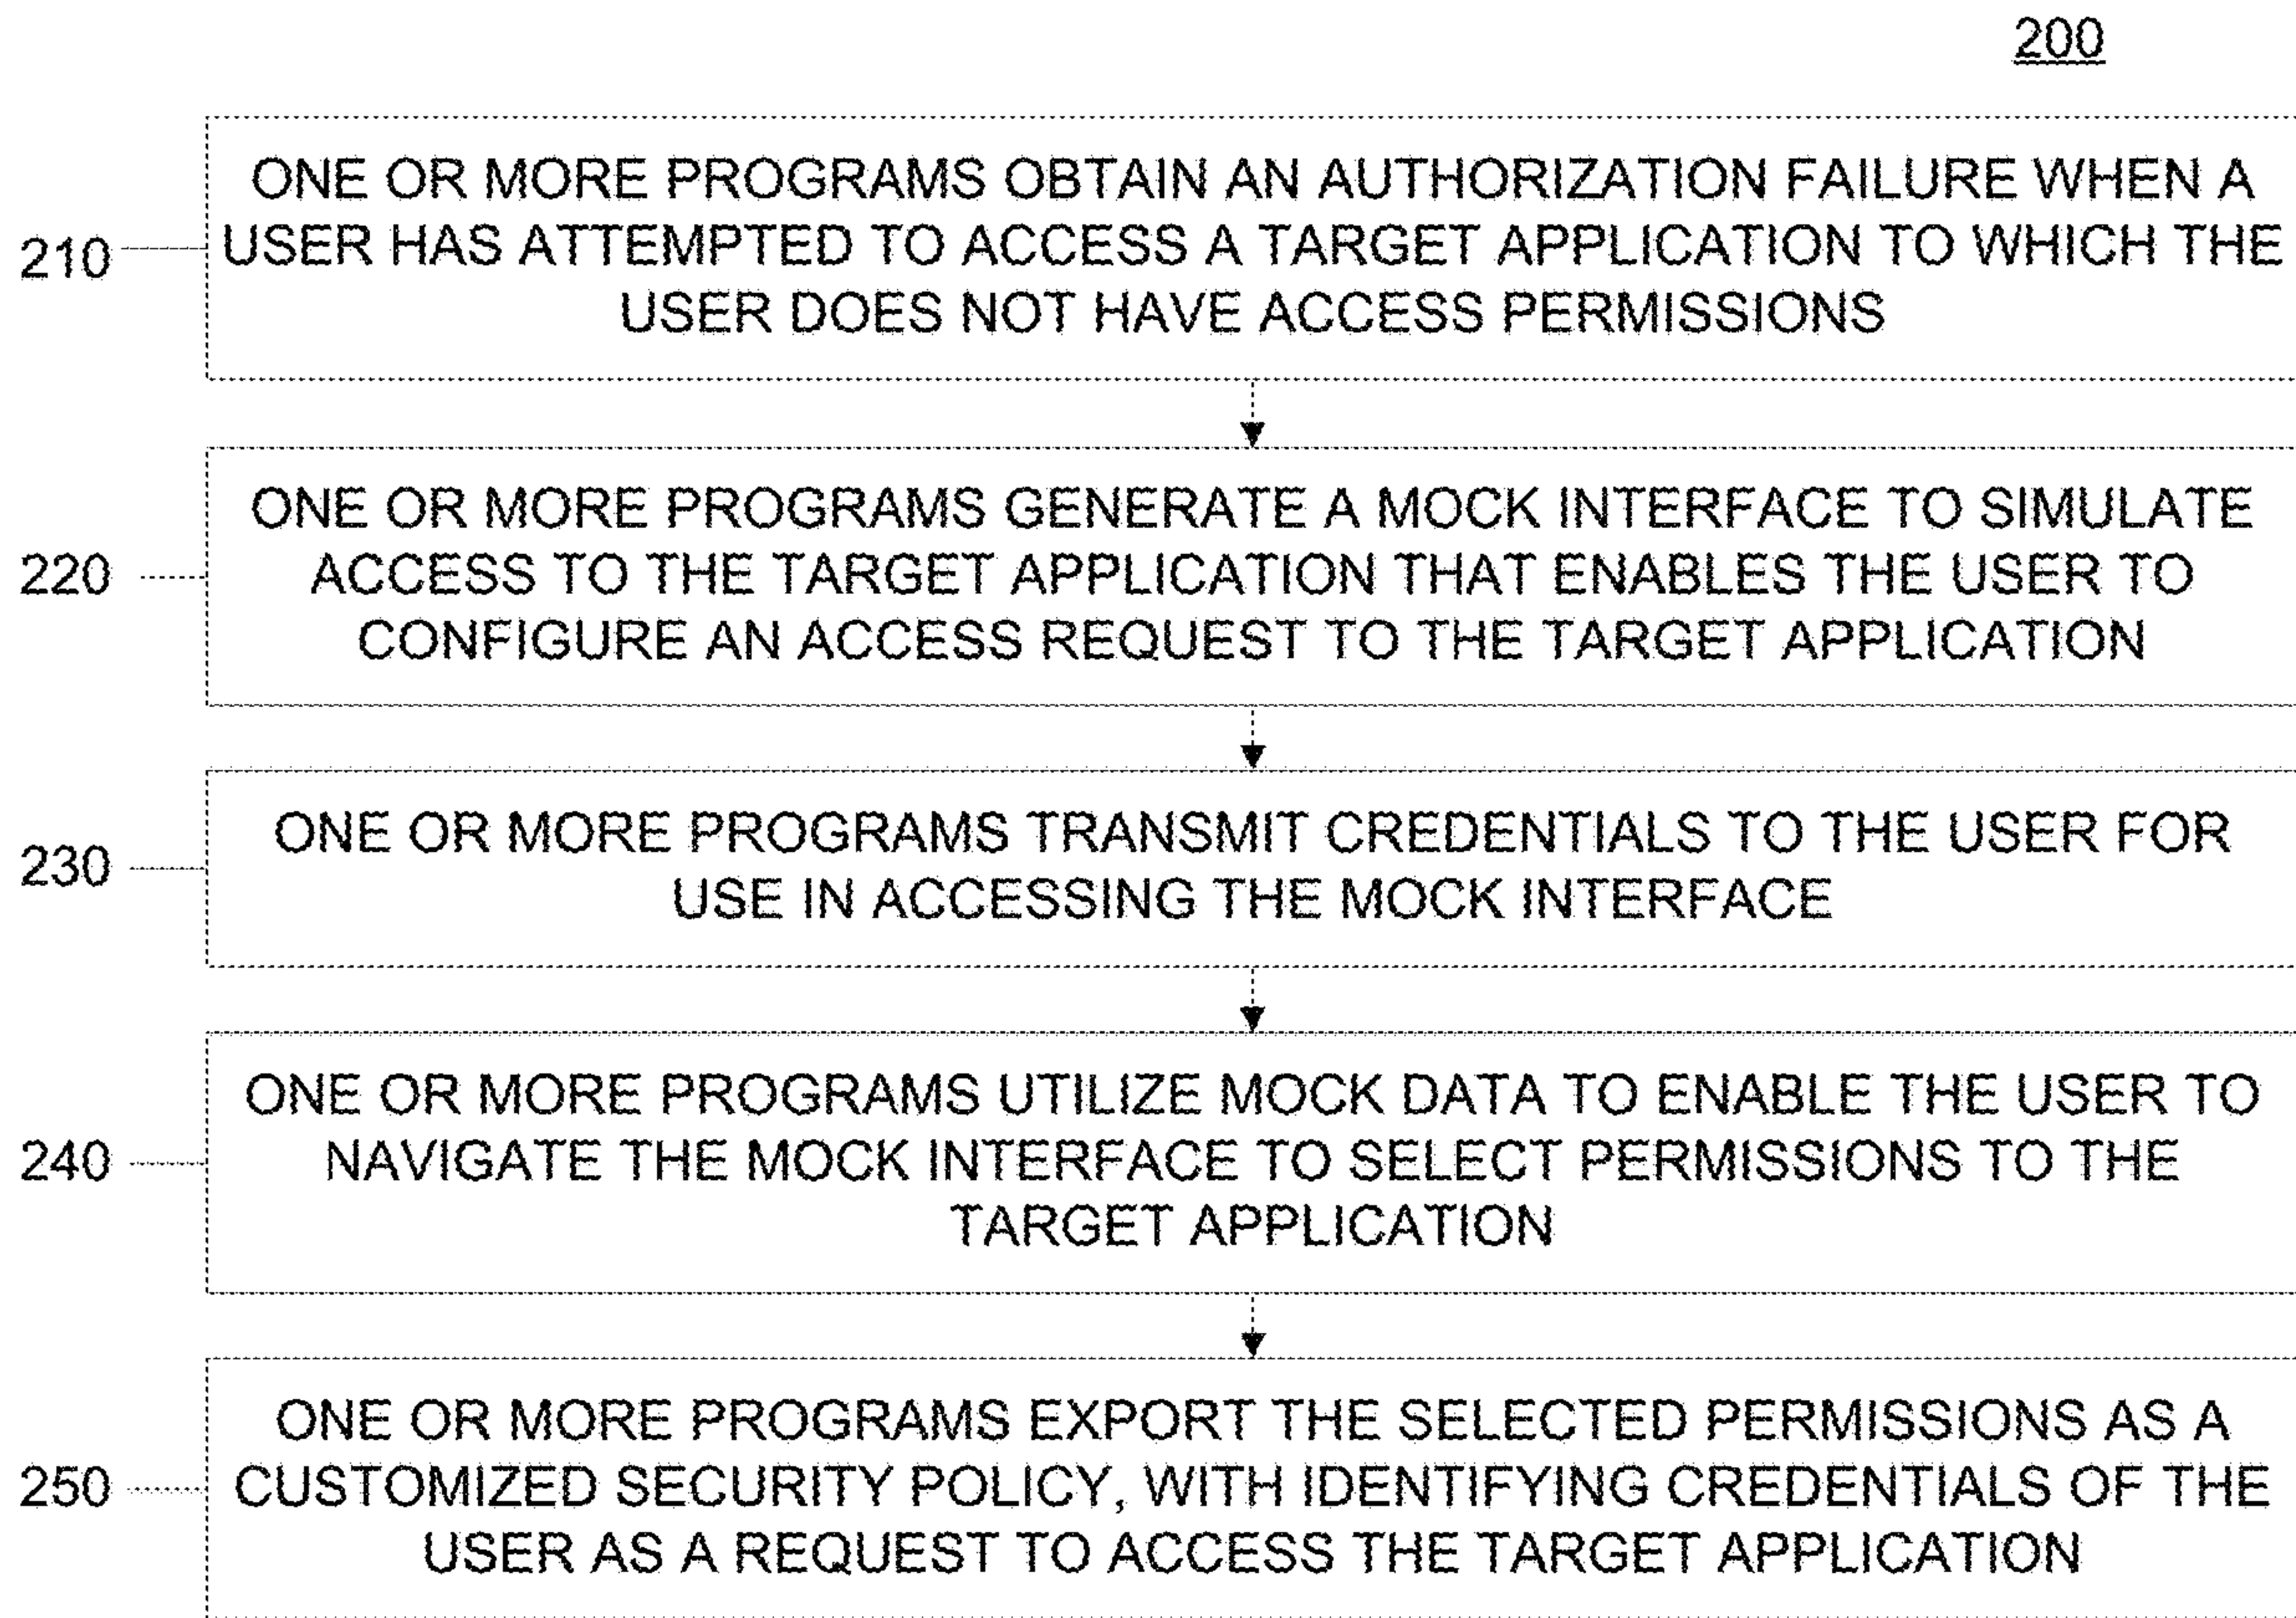 200
ONE OR MORE PROGRAMS OBTAIN AN AUTHORIZATION FAILURE WHEN A
USER HAS ATTEMPTED TO ACCESS A TARGET APPLICATION TO WHICH THE
USER DOES NOT HAVE ACCESS PERMISSIONS
210
ONE OR MORE PROGRAMS GENERATE A MOCK INTERFACE TO SIMULATE
ACCESS TO THE TARGET APPLICATION THAT ENABLES THE USER TO
CONFIGURE AN ACCESS REQUEST TO THE TARGET APPLICATION
220
ONE OR MORE PROGRAMS TRANSMIT CREDENTIALS TO THE USER FOR
USE IN ACCESSING THE MOCK INTERFACE
230
ONE OR MORE PROGRAMS UTILIZE MOCK DATA TO ENABLE THE USER TO
NAVIGATE THE MOCK INTERFACE TO SELECT PERMISSIONS TO THE
TARGET APPLICATION
240
ONE OR MORE PROGRAMS EXPORT THE SELECTED PERMISSIONS AS A
CUSTOMIZED SECURITY POLICY, WITH IDENTIFYING CREDENTIALS OF THE
USER AS A REQUEST TO ACCESS THE TARGET APPLICATION
250